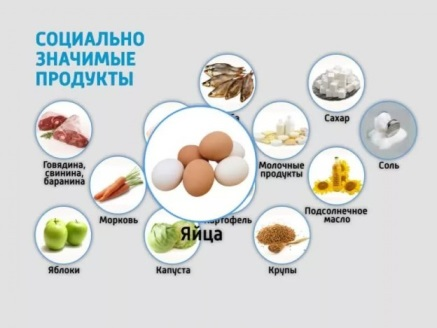 СОЦИАЛЬНО
ЗНАЧИМЫЕ
ПРОДУКТЫ
Сахар
Говядина,
свинина,
баранина
Молочные
продукты
Соль
Морковь
Подсолнечное
масло
Яйца
Яблоки
Капуста
Крупы